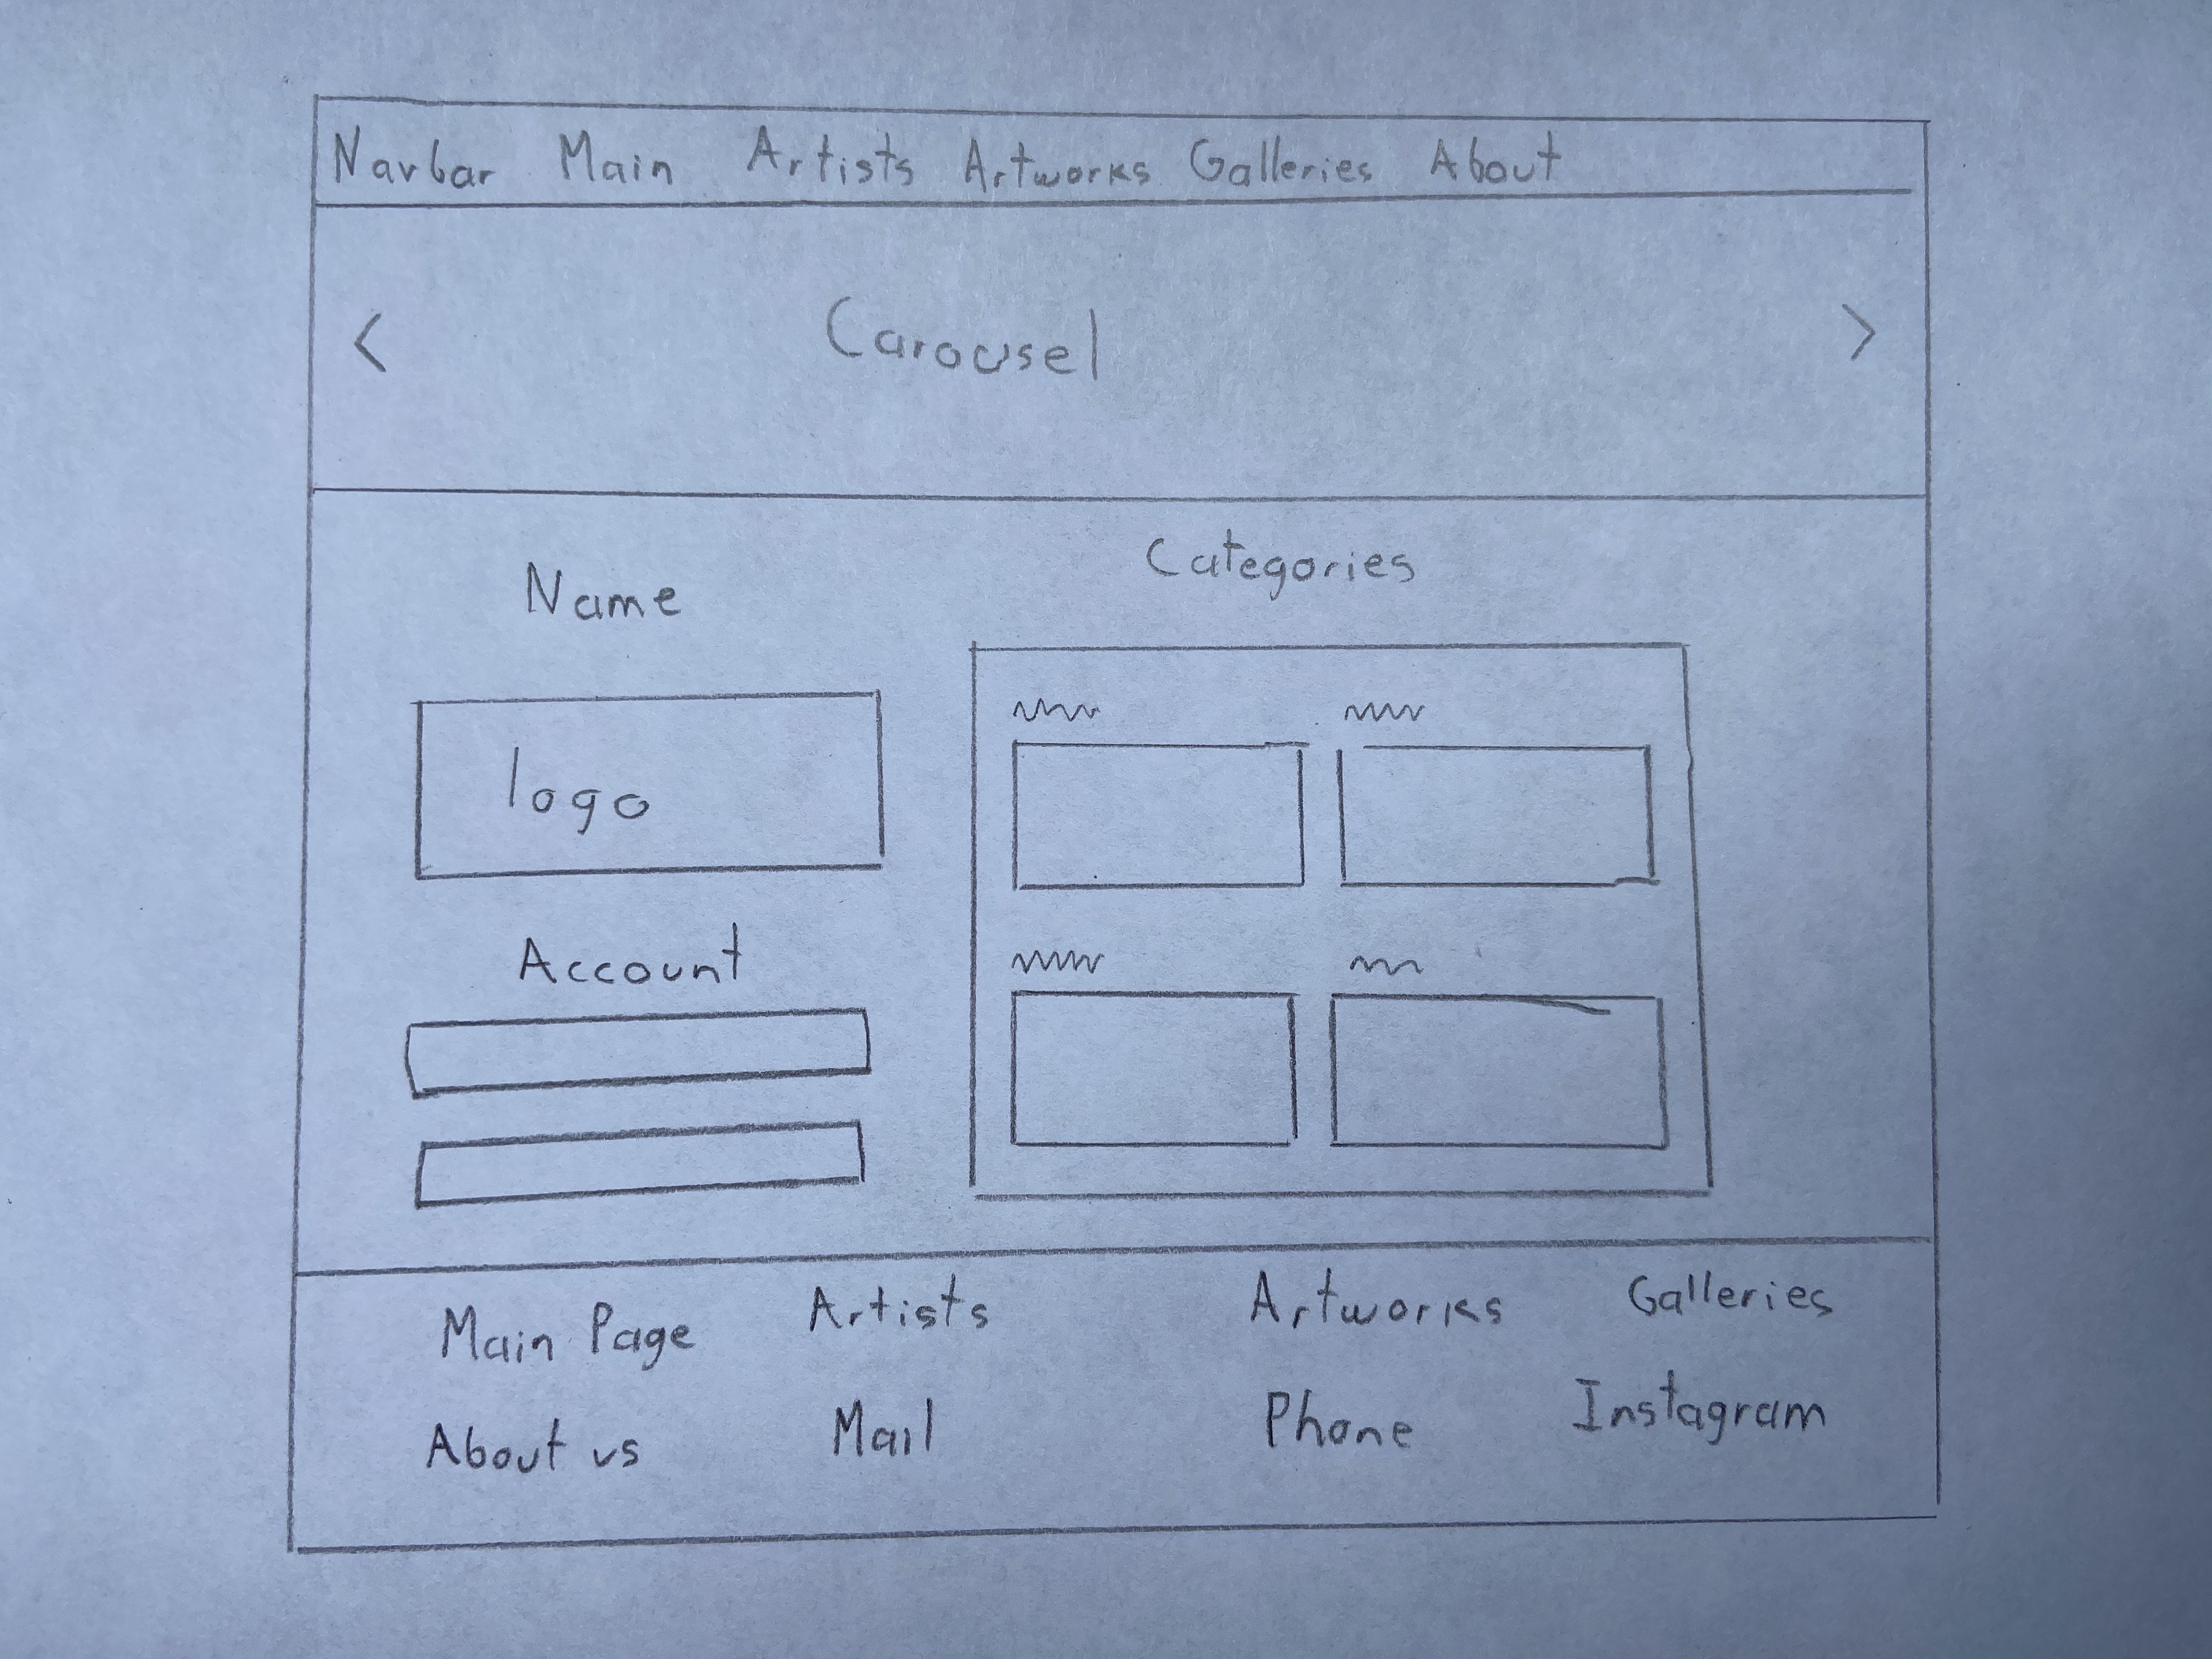 Navbar Main Artists Artworks Galleries About
< Carousel >
Name
logo
Account
Categories
Main Page Artists Artworks Galleries
About us Mail Phone Instagram